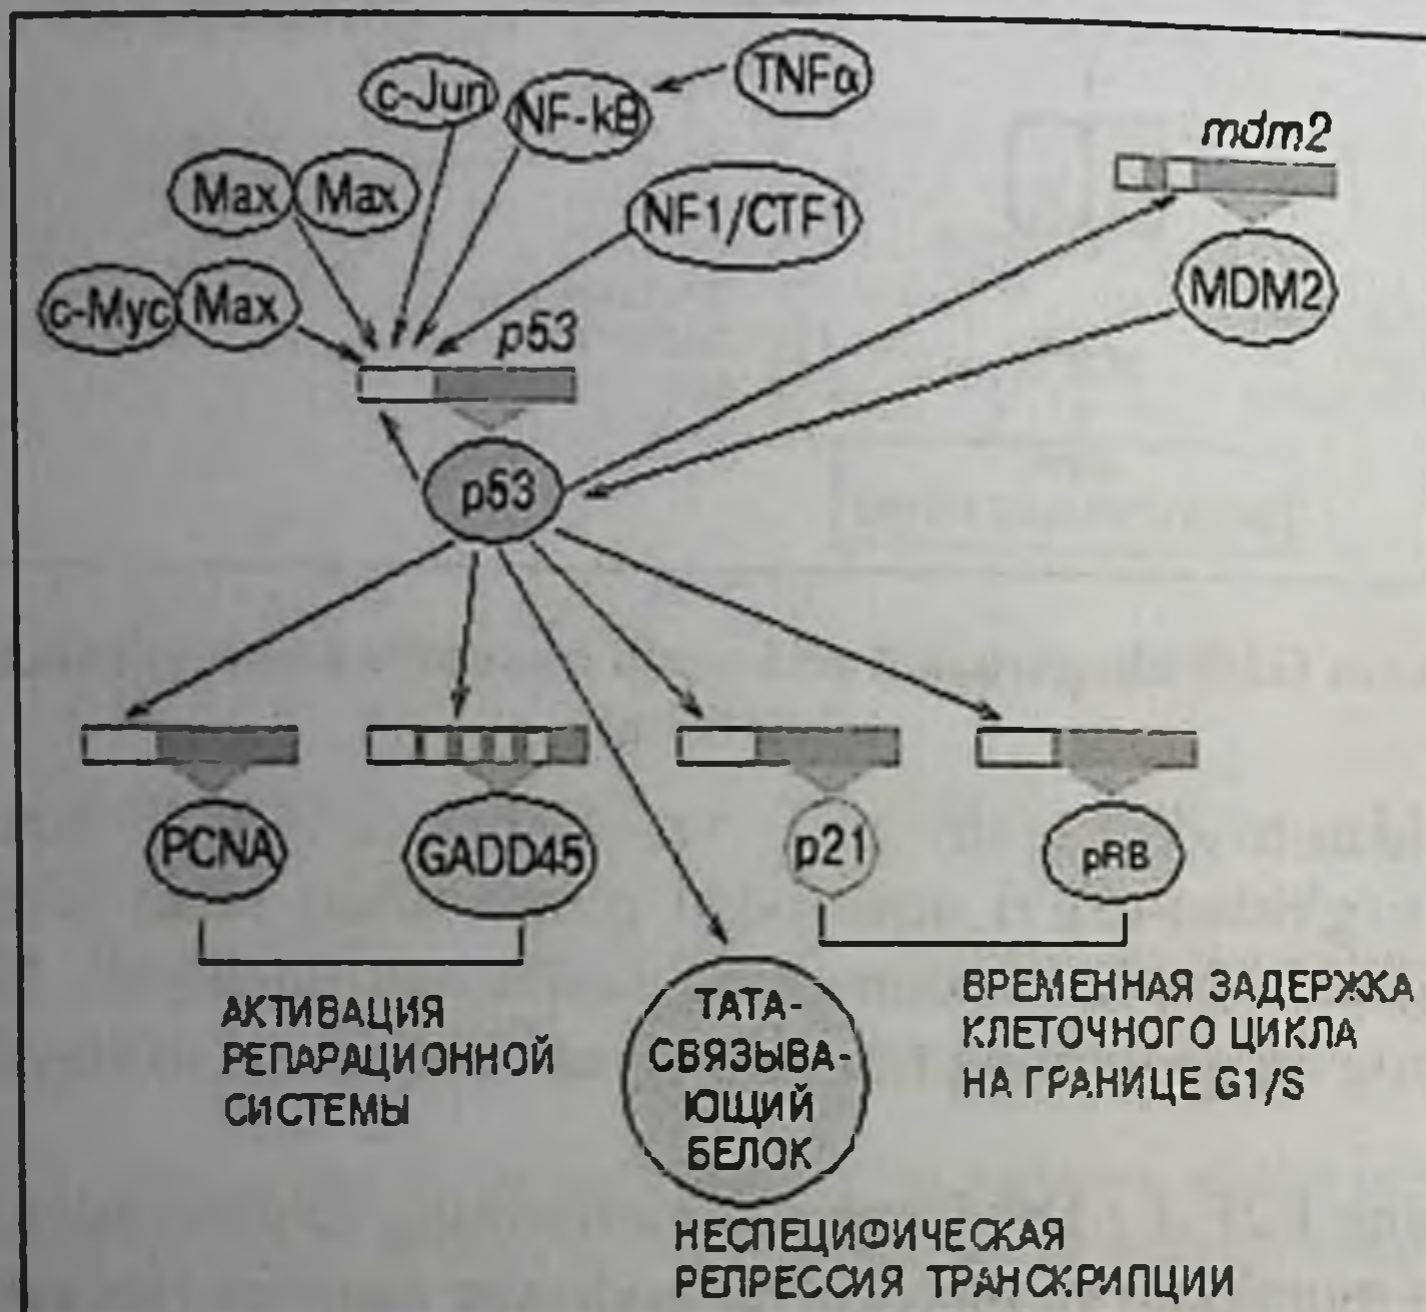 c-Jun
NF-kB
TNFα
mdm2
Max
Max
NF1/CTF1
c-Myc
Max
MDM2
p53
p53
PCNA
GADD45
p21
pRB
АКТИВАЦИЯ
РЕПАРАЦИОННОЙ
СИСТЕМЫ
ТАТА-
СВЯЗЫВА-
ЮЩИЙ
БЕЛОК
ВРЕМЕННАЯ ЗАДЕРЖКА
КЛЕТОЧНОГО ЦИКЛА
НА ГРАНИЦЕ G1/S
НЕСПЕЦИФИЧЕСКАЯ
РЕПРЕССИЯ ТРАНСКРИПЦИИ